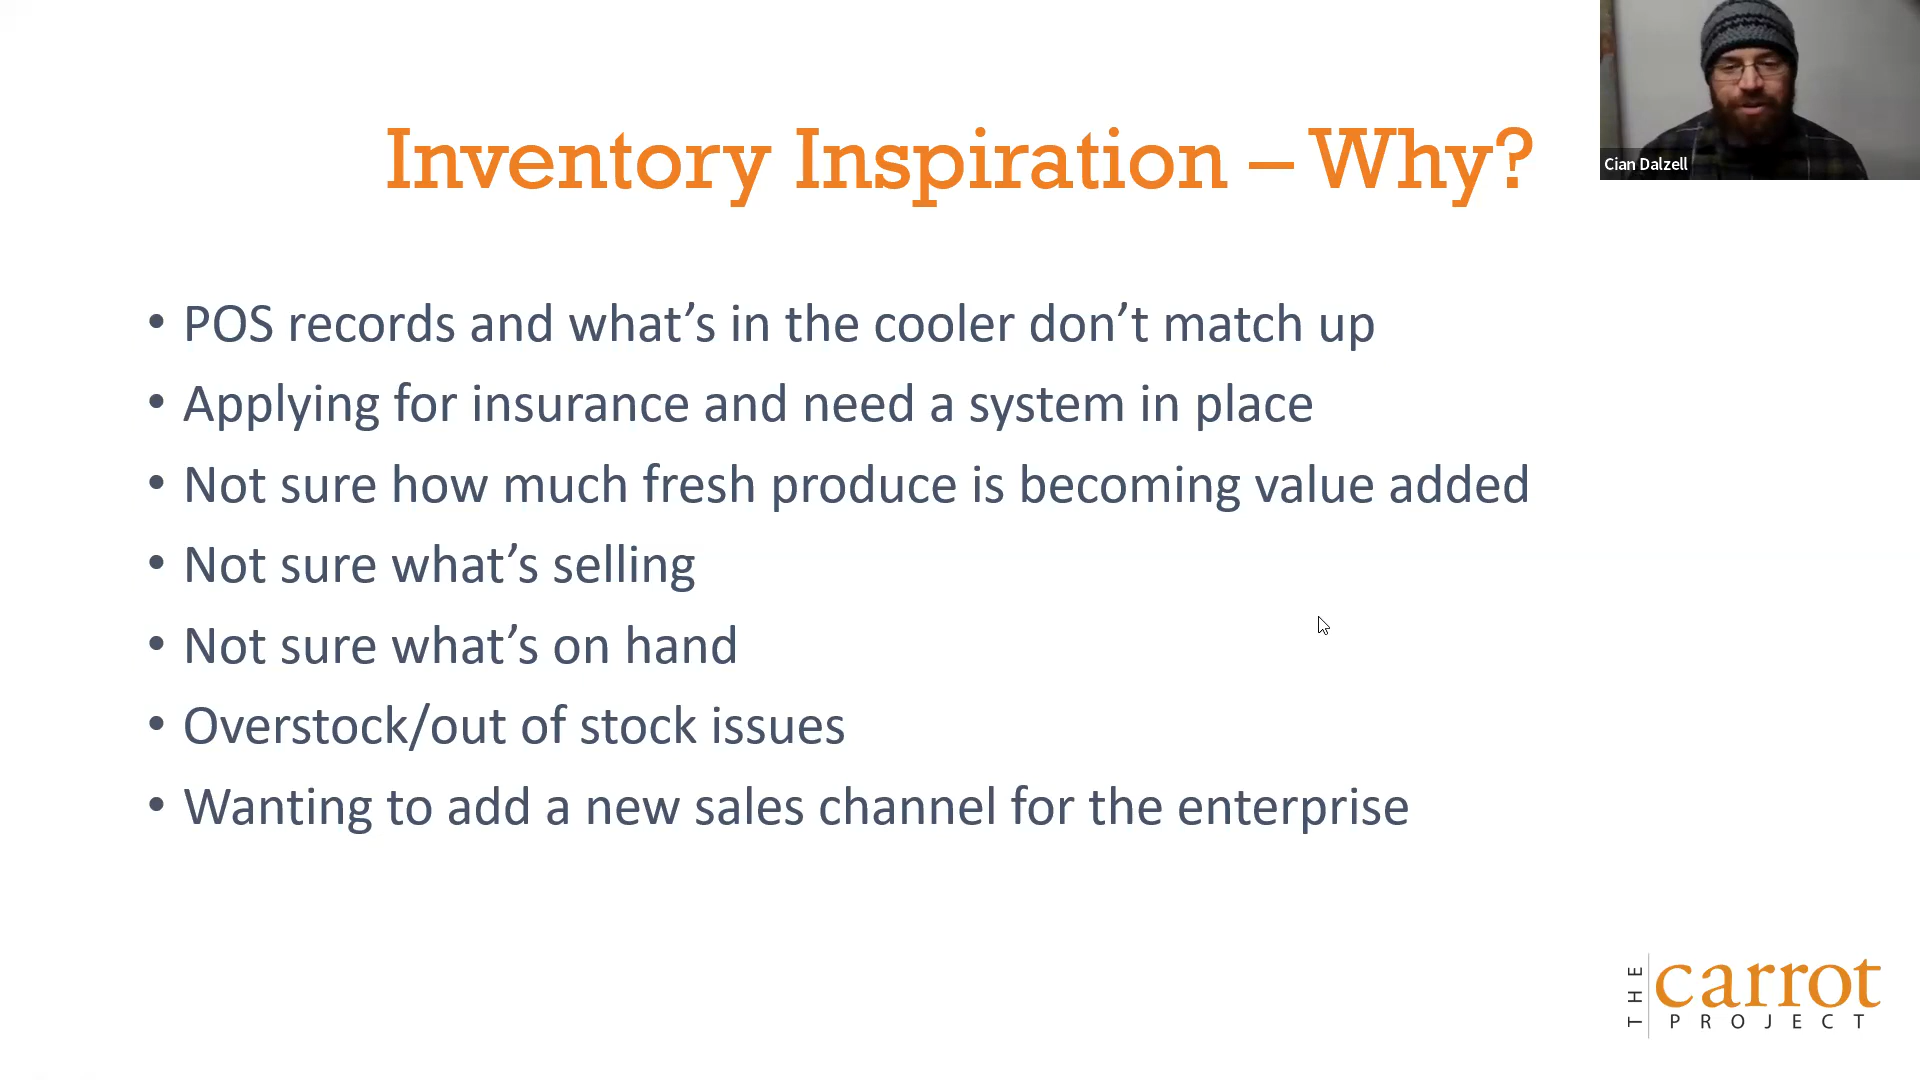 Inventory Inspiration – Why?
Cian Dalzell
• POS records and what’s in the cooler don’t match up
• Applying for insurance and need a system in place
• Not sure how much fresh produce is becoming value added
• Not sure what’s selling
• Not sure what’s on hand
• Overstock/out of stock issues
• Wanting to add a new sales channel for the enterprise
THE
carrot
PROJECT